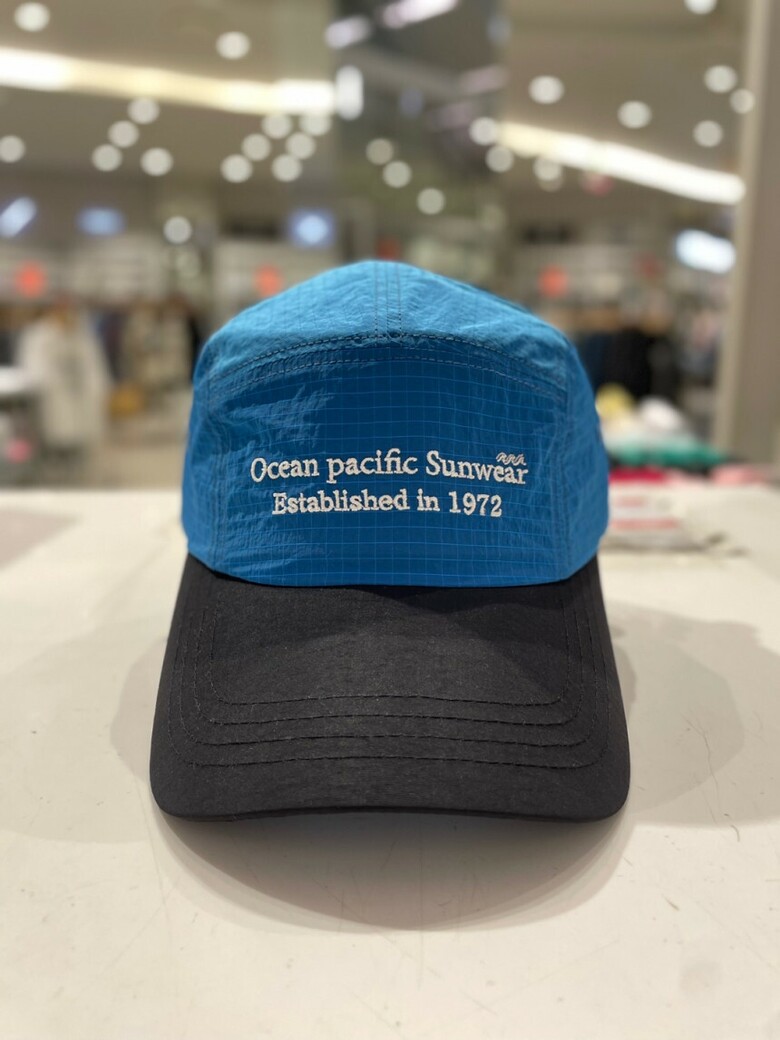 Ocean pacific Sunwear
Established in 1972